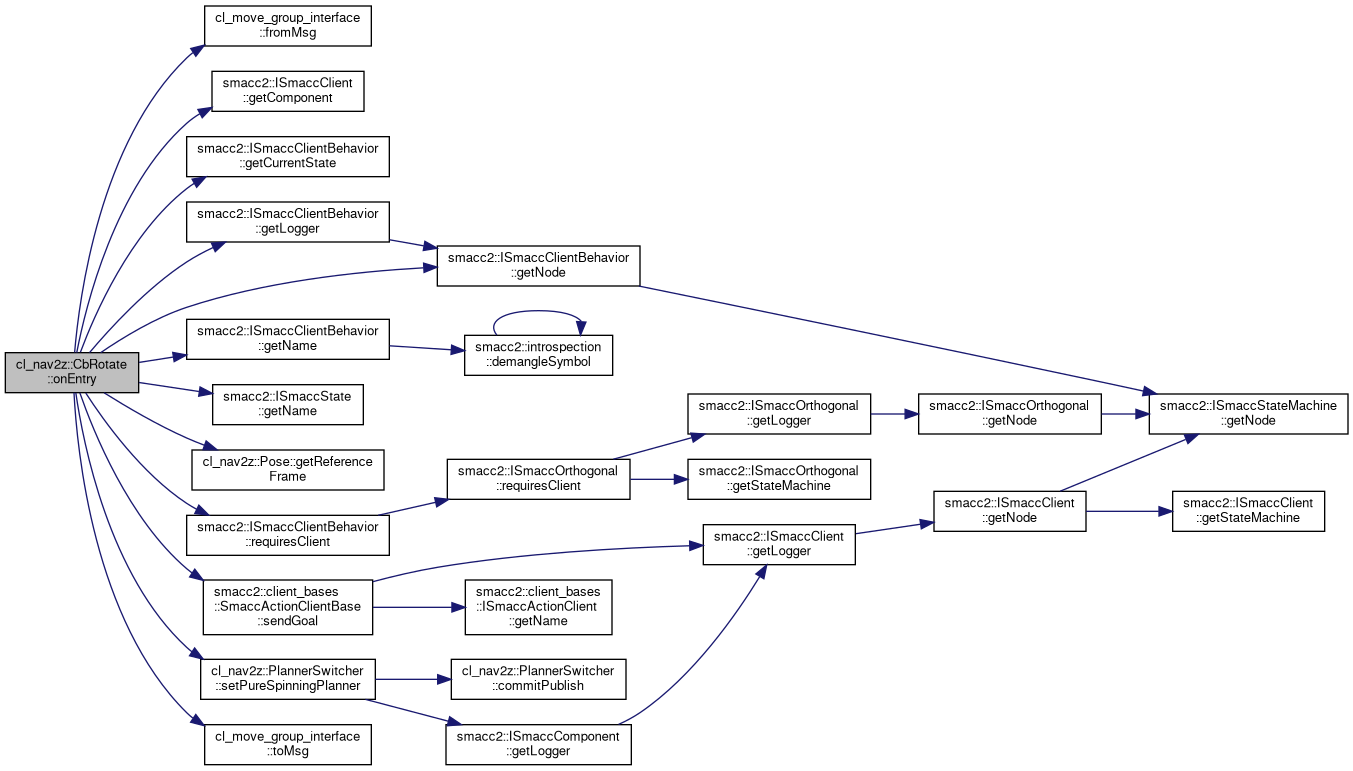 cl_move_group_interface
::fromMsg
smacc2::ISmaccClient
::getComponent
smacc2::ISmaccClientBehavior
::getCurrentState
smacc2::ISmaccClientBehavior
::getLogger
smacc2::ISmaccClientBehavior
::getNode
smacc2::ISmaccClientBehavior
::getName
smacc2::introspection
::demangleSymbol
cl_nav2z::CbRotate
::onEntry
smacc2::ISmaccState
::getName
smacc2::ISmaccOrthogonal
::getLogger
smacc2::ISmaccOrthogonal
::getNode
smacc2::ISmaccStateMachine
::getNode
cl_nav2z::Pose::getReference
Frame
smacc2::ISmaccOrthogonal
::requiresClient
smacc2::ISmaccOrthogonal
::getStateMachine
smacc2::ISmaccClientBehavior
::requiresClient
smacc2::ISmaccClient
::getLogger
smacc2::ISmaccClient
::getNode
smacc2::ISmaccClient
::getStateMachine
smacc2::client_bases
::SmaccActionClientBase
::sendGoal
smacc2::client_bases
::ISmaccActionClient
::getName
cl_nav2z::PlannerSwitcher
::setPureSpinningPlanner
cl_nav2z::PlannerSwitcher
::commitPublish
cl_move_group_interface
::toMsg
smacc2::ISmaccComponent
::getLogger